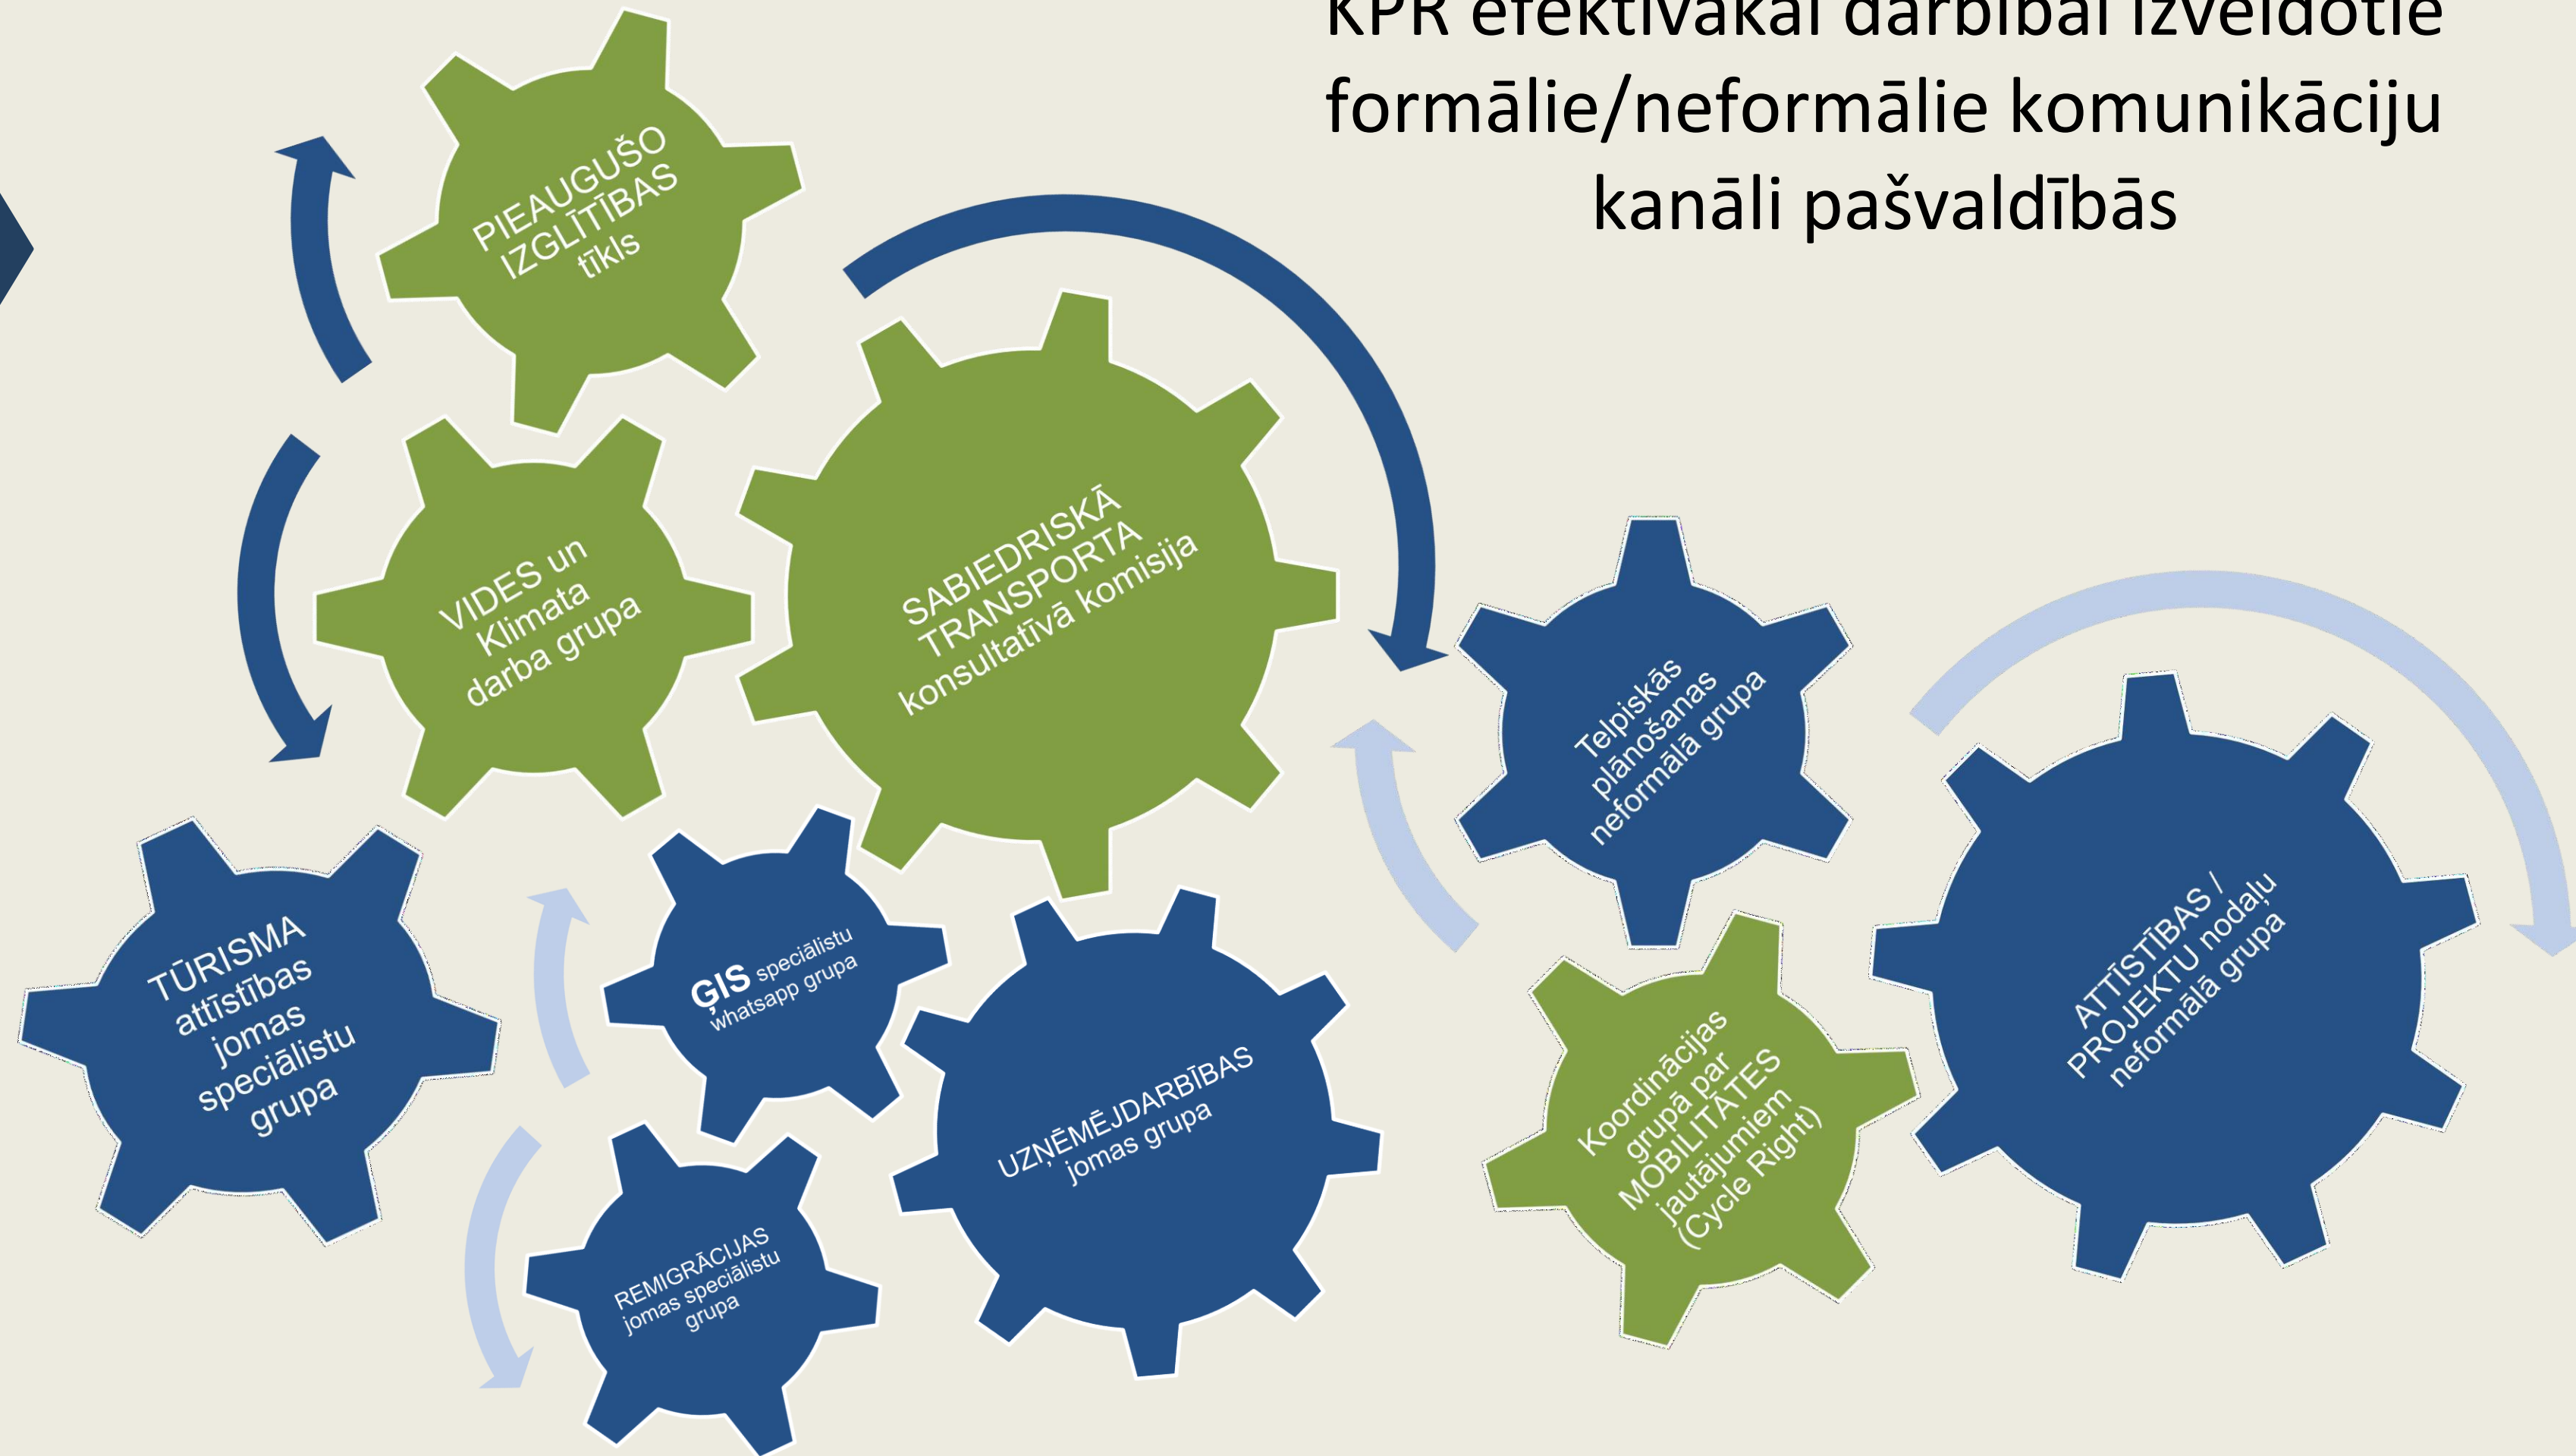 KPR efektīvākai darbībai izveidotie
formālie/neformālie komunikāciju
kanāli pašvaldībās
PIEAUGUŠO
IZGLĪTĪBAS
tīkls
VIDES un
Klimata
darba grupa
SABIEDRISKĀ
TRANSPORTA
konsultatīvā komisija
Telpiskās
plānošanas
neformālā grupa
ATTĪSTĪBAS /
PROJEKTU nodaļu
neformālā grupa
TŪRISMA
attīstības
jomas
speciālistu
grupa
ĢIS speciālistu
whatsapp grupa
UZŅĒMĒJDARBĪBAS
jomas grupa
Koordinācijas
grupā par
MOBILITĀTES
jautājumiem
(Cycle Right)
REMIGRĀCIJAS
jomas speciālistu
grupa